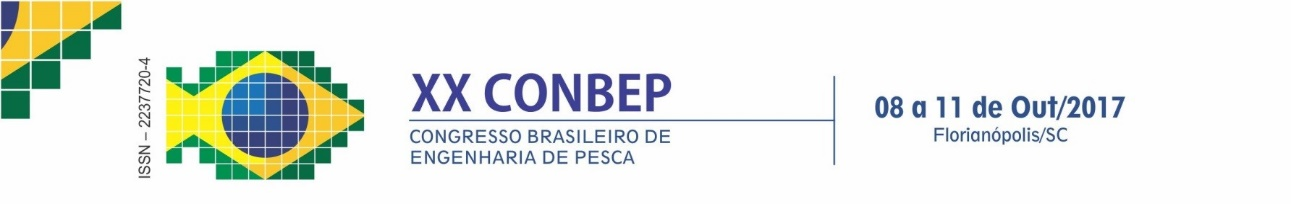 ISSN – 2237720-4
XX CONBEP
CONGRESSO BRASILEIRO DE
ENGENHARIA DE PESCA
08 a 11 de Out/2017
Florianópolis/SC